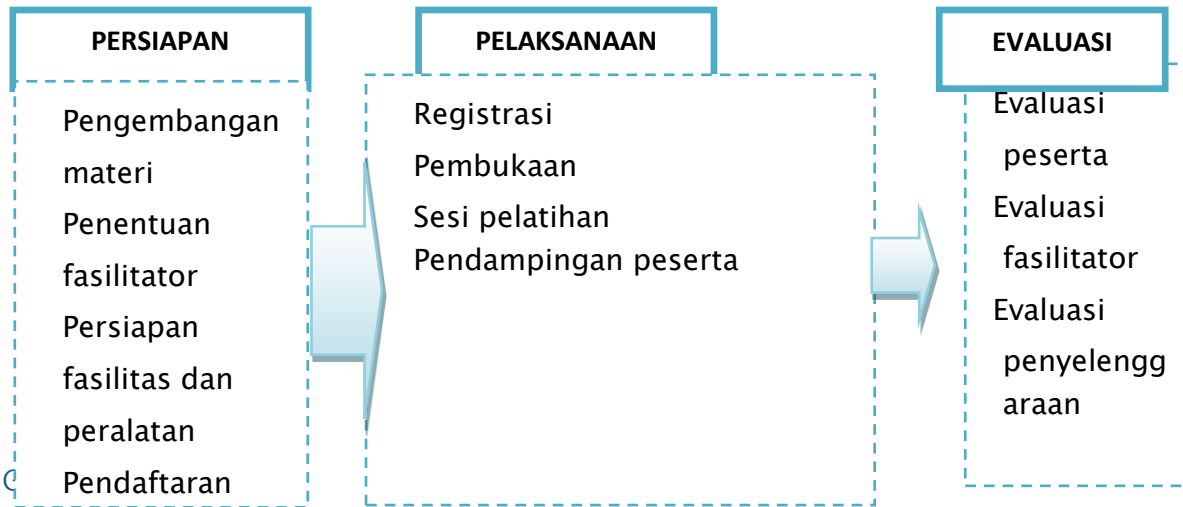 PERSIAPAN
Pengembangan
materi
Penentuan
fasilitator
Persiapan
fasilitas dan
peralatan
Pendaftaran
PELAKSANAAN
Registrasi
Pembukaan
Sesi pelatihan
Pendampingan peserta
EVALUASI
Evaluasi
peserta
Evaluasi
fasilitator
Evaluasi
penyelengg
araan